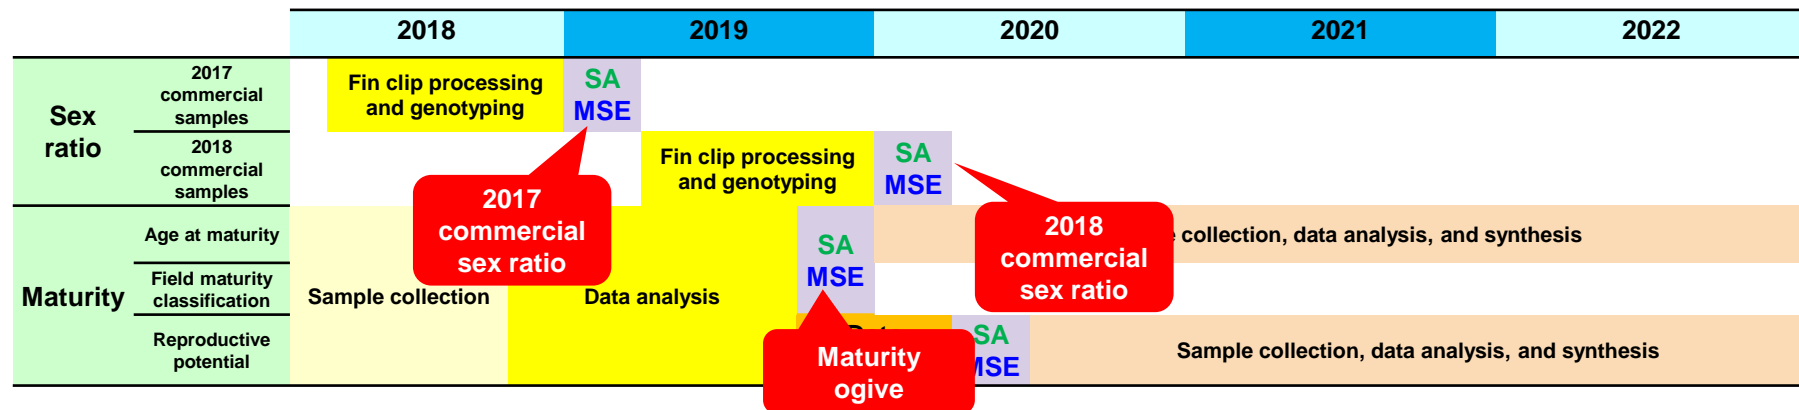 2018
2019
2020
2021
2022
Sex
ratio
2017
commercial
samples
Fin clip processing
and genotyping
SA
MSE
2018
commercial
samples
Fin clip processing
and genotyping
SA
MSE
2017
commercial
sex ratio
2018
commercial
sex ratio
Maturity
Age at maturity
collection, data analysis, and synthesis
Field maturity
classification
Sample collection
Data analysis
SA
MSE
Reproductive
potential
SA
MSE
Sample collection, data analysis, and synthesis
Maturity
ogive